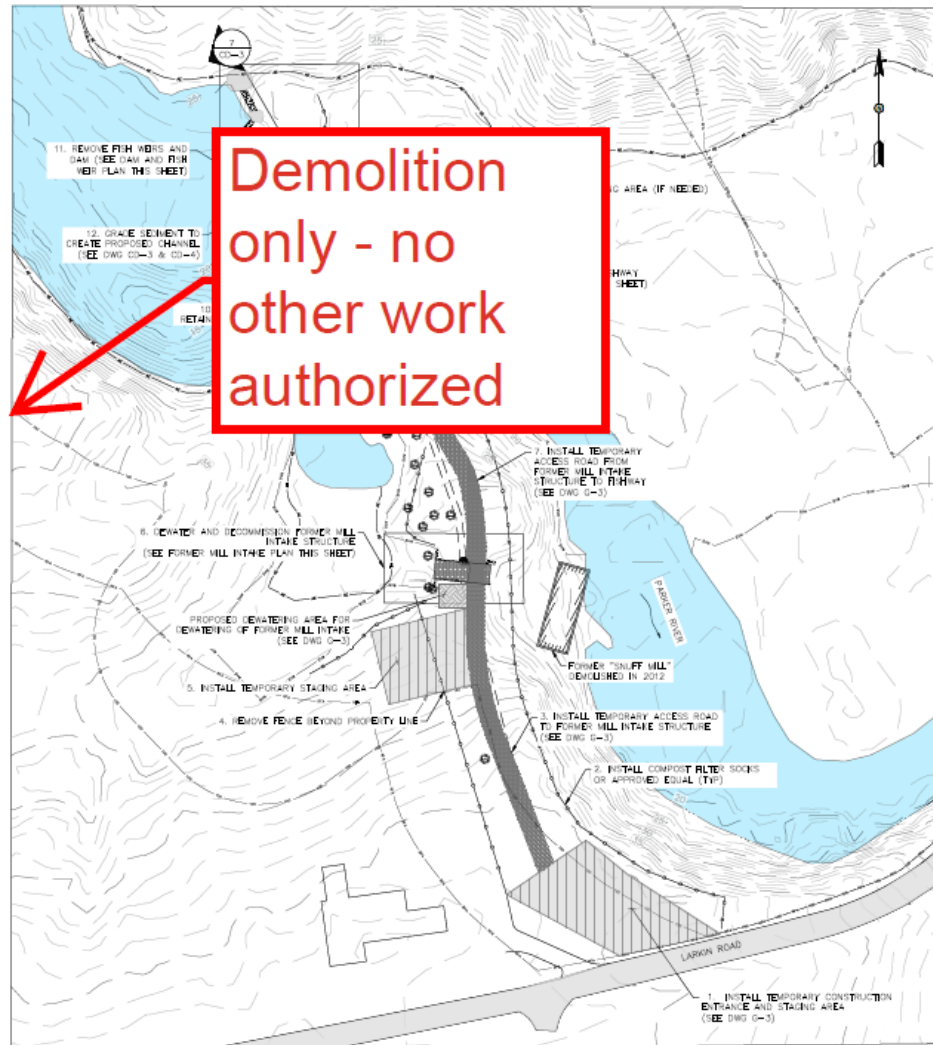 7
CD-3
11. REMOVE FISH WEIRS AND
DAM (SEE DAM AND FISH
WEIR PLAN THIS SHEET)
Demolition
only - no
other work
authorized
AREA (IF NEEDED)
12. GRADE SEDIMENT TO
CREATE PROPOSED CHANNEL
(SEE DWG CD-3 & CD-4)
SHEET)
10
7. INSTALL TEMPORARY
ACCESS ROAD FROM
FORMER MILL INTAKE
STRUCTURE TO FISHWAY
(SEE DWG G-3)
6. DEWATER AND DECOMMISSION FORMER MILL
INTAKE STRUCTURE
(SEE FORMER MILL INTAKE PLAN THIS SHEET)
PARKER RIVER
PROPOSED DEWATERING AREA FOR
DEWATERING OF FORMER MILL INTAKE
(SEE DWG G-3)
FORMER "SNUFF MILL"
DEMOLISHED IN 2012
5. INSTALL TEMPORARY STAGING AREA
4. REMOVE FENCE BEYOND PROPERTY LINE
3. INSTALL TEMPORARY ACCESS ROAD
TO FORMER MILL INTAKE STRUCTURE
(SEE DWG G-3)
2. INSTALL COMPOST FILTER SOCKS
OR APPROVED EQUAL (TYP)
20
LARKIN ROAD
1. INSTALL TEMPORARY CONSTRUCTION
ENTRANCE AND STAGING AREA
(SEE DWG G-3)